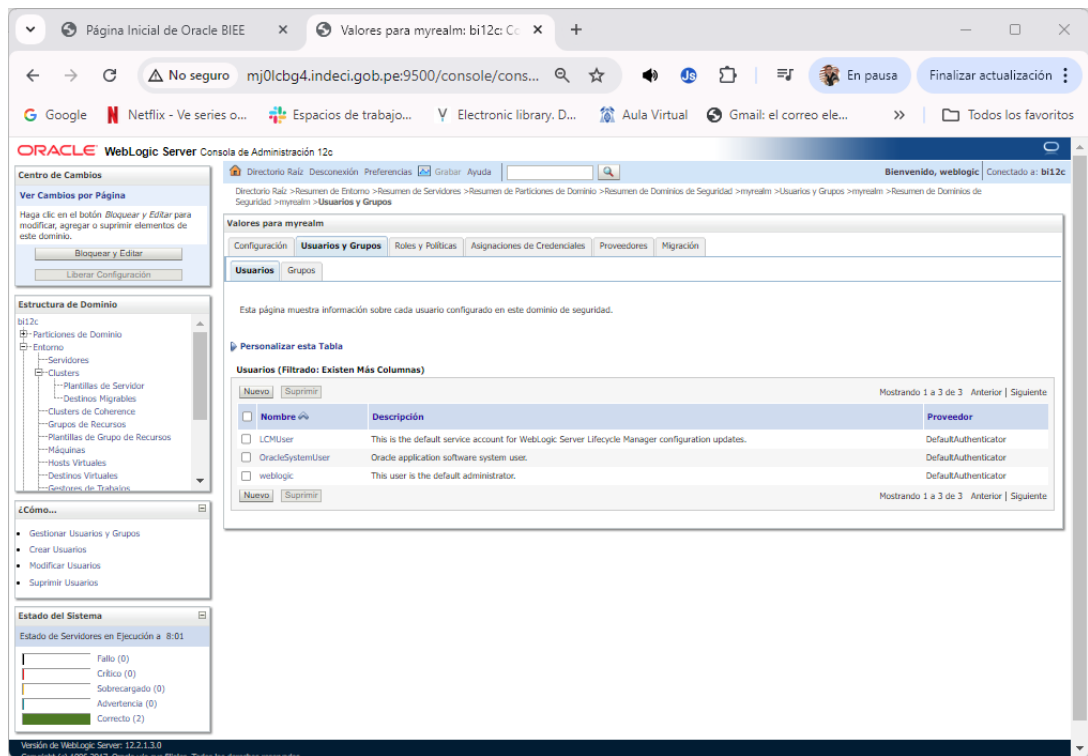 Página Inicial de Oracle BIEE
Valores para myrealm: bi12c: Co
No seguro mj0lcbg4.indeci.gob.pe:9500/console/cons...
En pausa
Finalizar actualización
Google
Netflix - Ve series o...
Espacios de trabajo...
Electronic library. D...
Aula Virtual
Gmail: el correo ele...
Todos los favoritos
ORACLE WebLogic Server Consola de Administración 12c
Centro de Cambios
Ver Cambios por Página
Haga clic en el botón Bloquear y Editar para
modificar, agregar o suprimir elementos de
este dominio.
Bloquear y Editar
Liberar Configuración
Estructura de Dominio
bi12c
Particiones de Dominio
Entorno
Servidores
Clusters
Plantillas de Servidor
Destinos Migrables
Clusters de Coherence
Grupos de Recursos
Plantillas de Grupo de Recursos
Máquinas
Hosts Virtuales
Destinos Virtuales
Gestores de Trabajos
¿Cómo...
Gestionar Usuarios y Grupos
Crear Usuarios
Modificar Usuarios
Suprimir Usuarios
Estado del Sistema
Estado de Servidores en Ejecución a 8:01
Fallo (0)
Crítico (0)
Sobrecargado (0)
Advertencia (0)
Correcto (2)
Directorio Raíz Desconexión Preferencias Grabar Ayuda
Bienvenido, weblogic Conectado a: bi12c
Directorio Raíz >Resumen de Entorno >Resumen de Servidores >Resumen de Particiones de Dominio >Resumen de Dominios de Seguridad >myrealm >Usuarios y Grupos >myrealm >Resumen de Dominios de
Seguridad >myrealm >Usuarios y Grupos
Valores para myrealm
Configuración Usuarios y Grupos Roles y Políticas Asignaciones de Credenciales Proveedores Migración
Usuarios Grupos
Esta página muestra información sobre cada usuario configurado en este dominio de seguridad.
Personalizar esta Tabla
Usuarios (Filtrado: Existen Más Columnas)
Nuevo Suprimir Mostrando 1 a 3 de 3 Anterior | Siguiente
Nombre Descripción Proveedor
LCMUser This is the default service account for WebLogic Server Lifecycle Manager configuration updates. DefaultAuthenticator
OracleSystemUser Oracle application software system user. DefaultAuthenticator
weblogic This user is the default administrator. DefaultAuthenticator
Nuevo Suprimir Mostrando 1 a 3 de 3 Anterior | Siguiente
Versión de WebLogic Server: 12.2.1.3.0